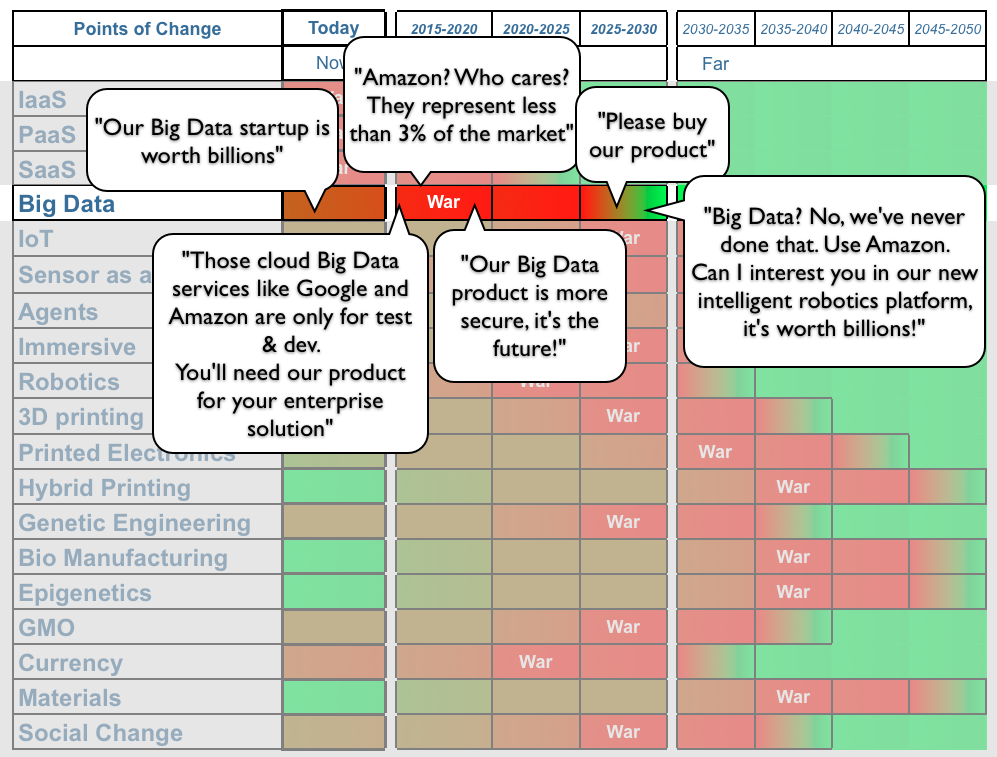 Points of Change
Today
2015-2020
2020-2025
2025-2030
2030-2035
2035-2040
2040-2045
2045-2050
Far
"Our Big Data startup is
worth billions"
"Amazon? Who cares?
They represent less
than 3% of the market"
"Please buy
our product"
"Those cloud Big Data
services like Google and
Amazon are only for test
& dev.
You'll need our product
for your enterprise
solution"
"Our Big Data
product is more
secure, it's the
future!"
"Big Data? No, we've never
done that. Use Amazon.
Can I interest you in our new
intelligent robotics platform,
it's worth billions!"
IaaS
PaaS
SaaS
Big Data
War
IoT
Sensor as a
Agents
Immersive
Robotics
War
3D printing
War
Printed Electronics
War
Hybrid Printing
War
Genetic Engineering
War
Bio Manufacturing
War
Epigenetics
War
GMO
War
Currency
War
Materials
War
Social Change
War